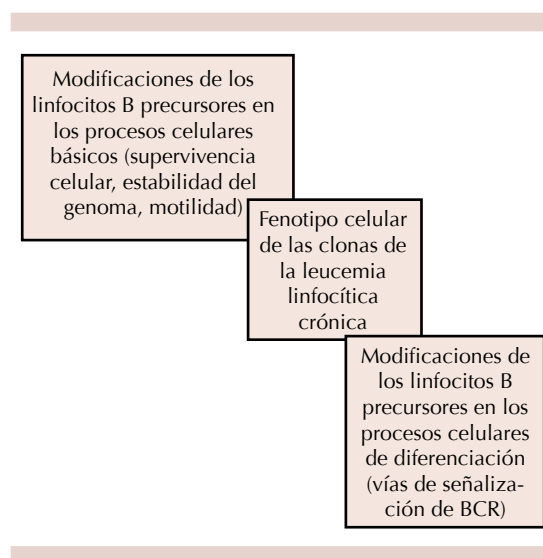 Modificaciones de los
linfocitos B precursores en
los procesos celulares
básicos (supervivencia
celular, estabilidad del
genoma, motilidad)
Fenotipo celular
de las clonas de
la leucemia
linfocítica
crónica
Modificaciones de
los linfocitos B
precursores en los
procesos celulares
de diferenciación
(vías de señaliza-
ción de BCR)